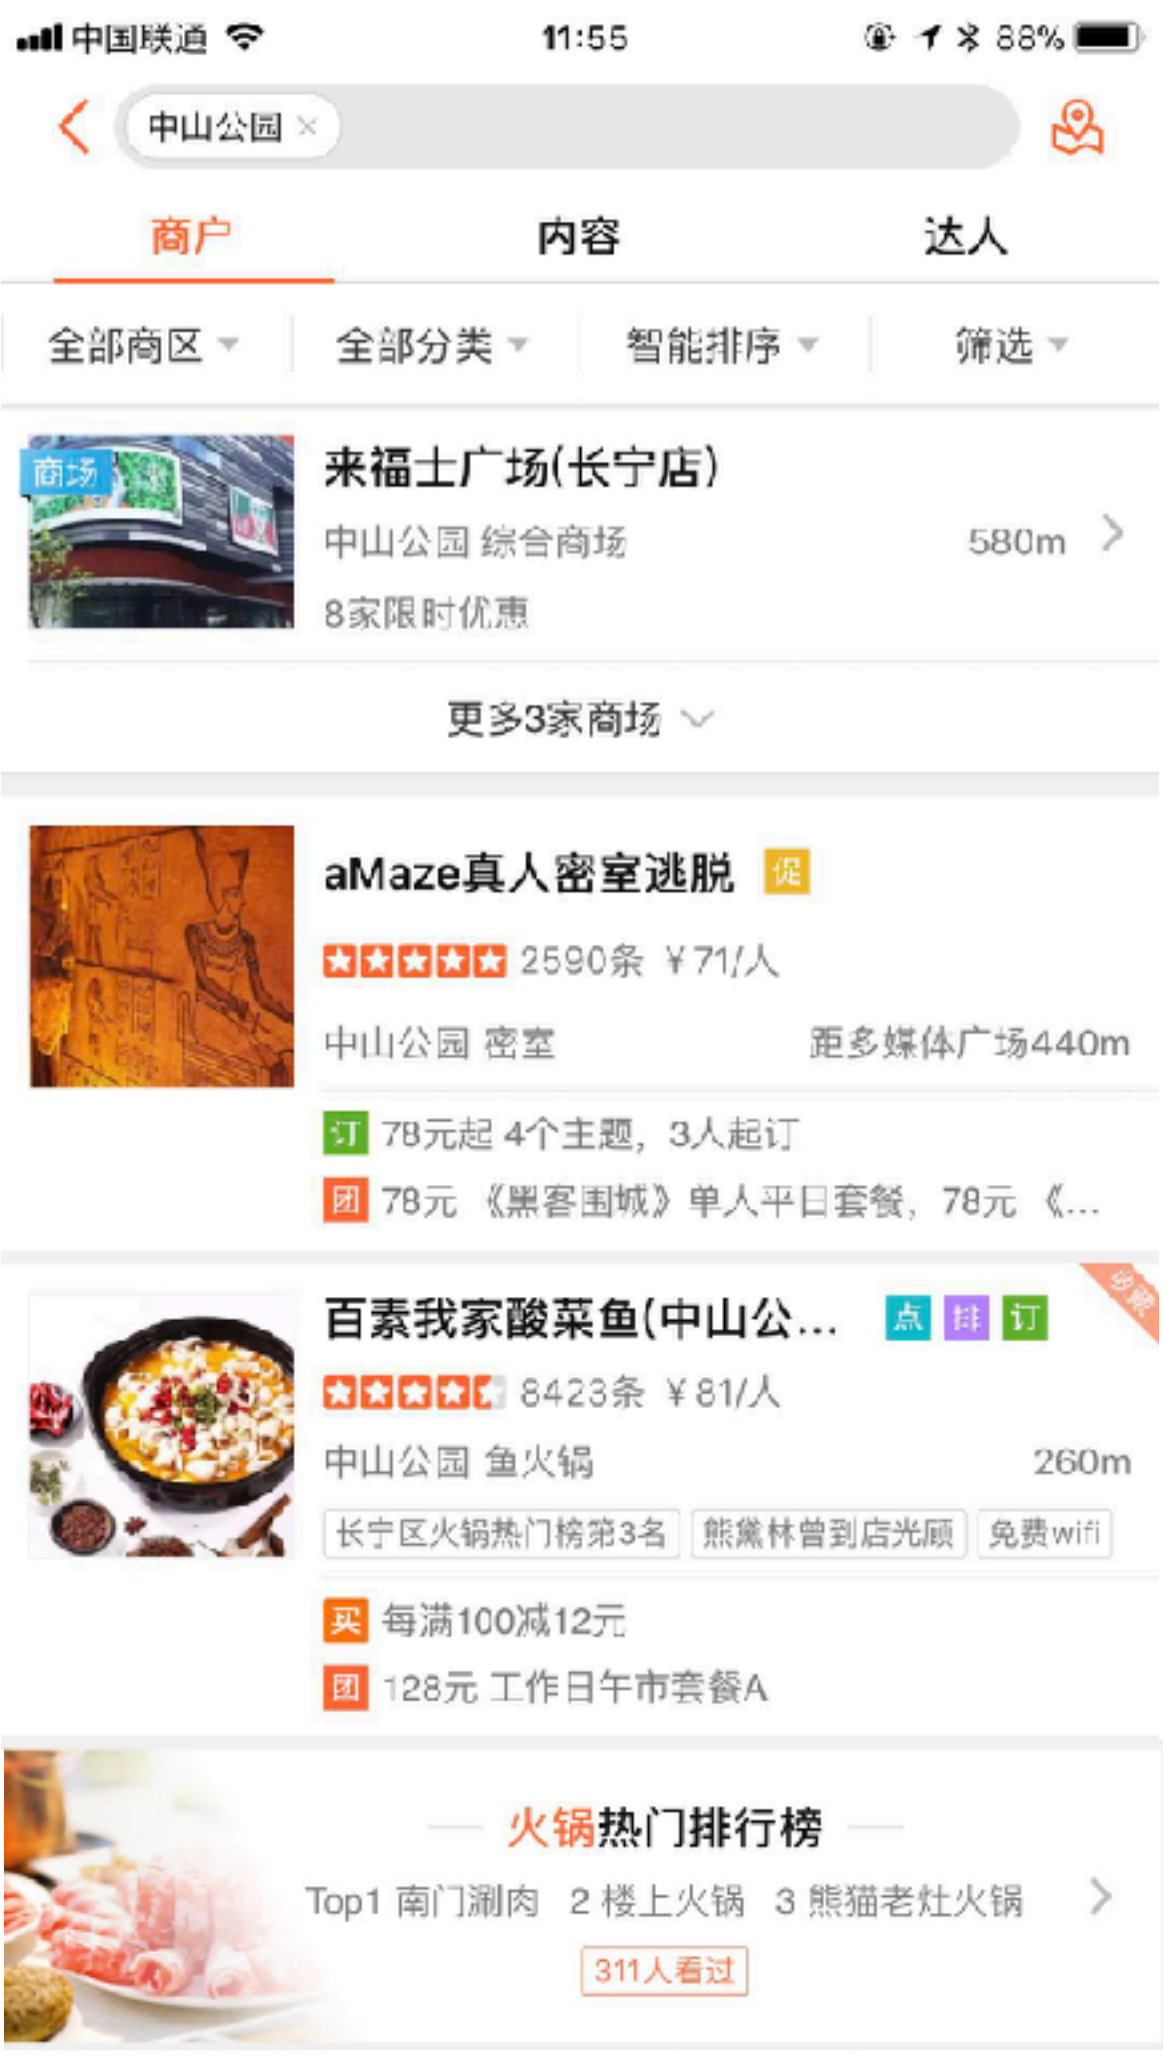 中国联通 11:55 88%
中山公园 ×
商户 内容 达人
全部商区 全部分类 智能排序 筛选
商场
来福士广场(长宁店)
中山公园 综合商场 580m
8家限时优惠
更多3家商场
aMaze真人密室逃脱 促
2590条 ¥71/人
中山公园 密室 距多媒体广场440m
订 78元起 4个主题，3人起订
团 78元 《黑客围城》单人平日套餐，78元 《...
百素我家酸菜鱼(中山公... 点 排 订
8423条 ¥81/人
中山公园 鱼火锅 260m
长宁区火锅热门榜第3名 熊黛林曾到店光顾 免费wifi
买 每满100减12元
团 128元 工作日午市套餐A
火锅热门排行榜
Top1 南门涮肉 2 楼上火锅 3 熊猫老灶火锅
311人看过